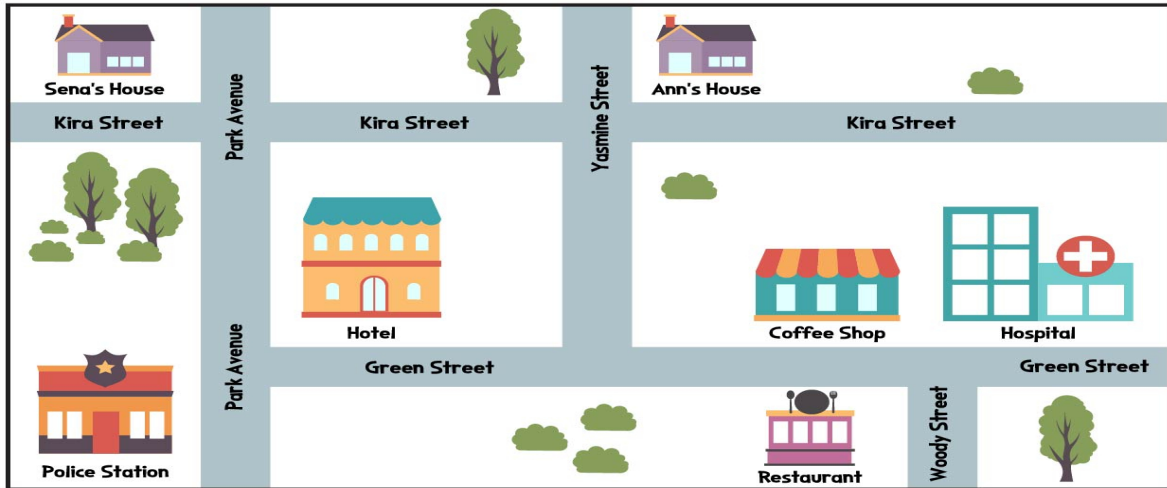 Sena's House
Ann's House
Kira Street
Park Avenue
Kira Street
Yasmine Street
Kira Street
Hotel
Coffee Shop
Hospital
Park Avenue
Green Street
Green Street
Police Station
Restaurant
Woody Street